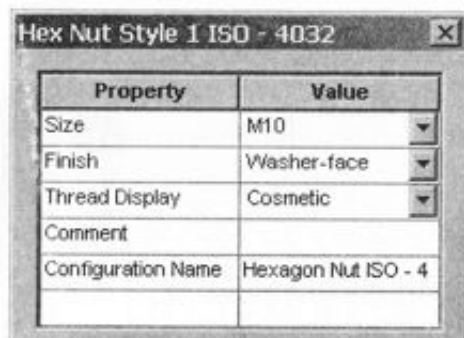 Hex Nut Style 1 ISO - 4032
Property Value
Size M10
Finish Washer-face
Thread Display Cosmetic
Comment
Configuration Name Hexagon Nut ISO - 4